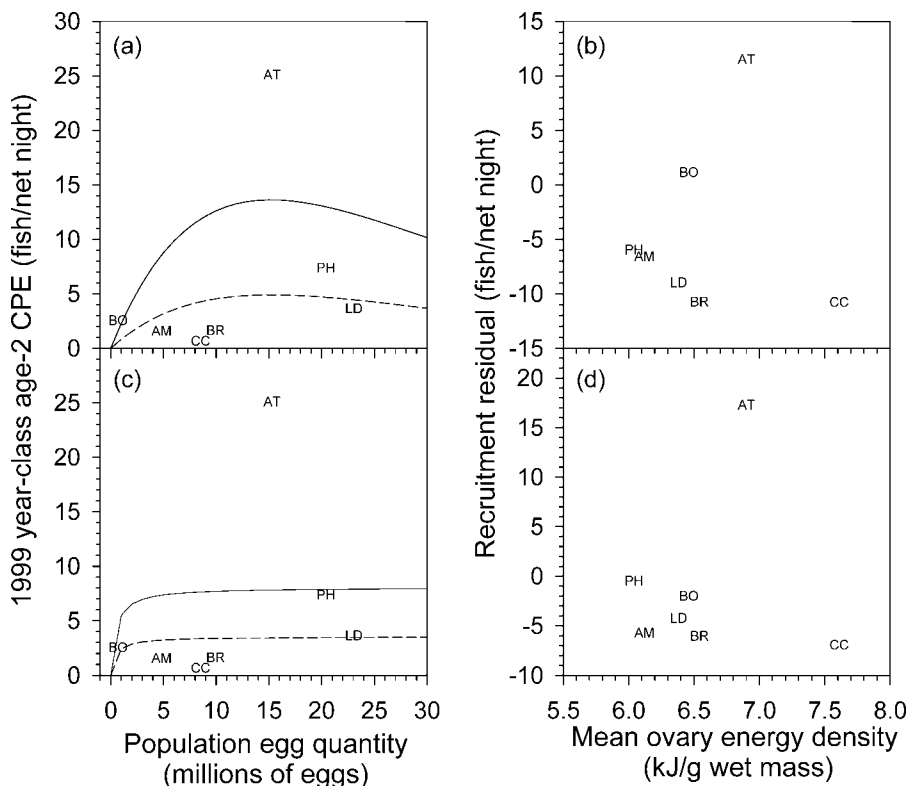 1999 year-class age-2 CPE (fish/net night)
(a)
30
25
20
15
10
5
0
AT
BO
AM
CC
BR
PH
LD
(b)
15
10
5
0
-5
-10
-15
AT
BO
PH
AM
LD
BR
CC
Recruitment residual (fish/net night)
(c)
25
20
15
10
5
0
AT
BO
AM
CC
BR
PH
LD
0 5 10 15 20 25 30
Population egg quantity
(millions of eggs)
(d)
20
15
10
5
0
-5
-10
AT
PH
BO
LD
AM
BR
CC
5.5 6.0 6.5 7.0 7.5 8.0
Mean ovary energy density
(kJ/g wet mass)